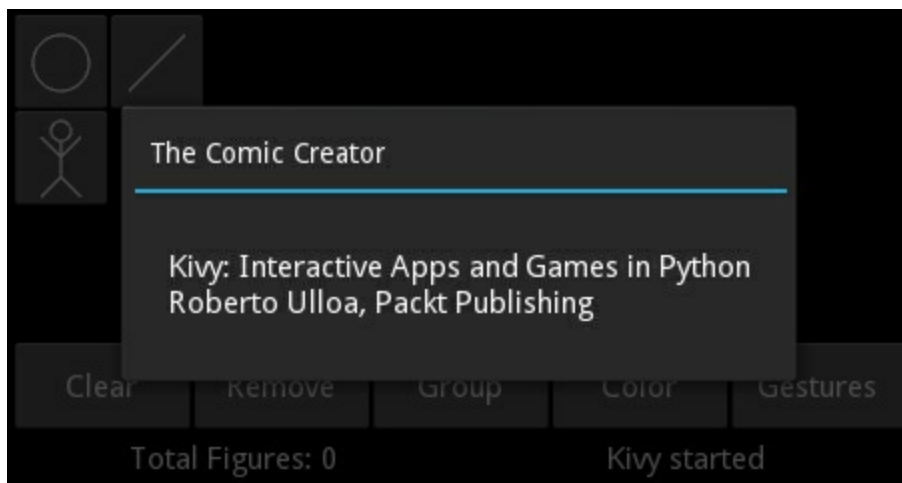 The Comic Creator
Kivy: Interactive Apps and Games in Python
Roberto Ulloa, Packt Publishing
Clear Remove Group Color Gestures
Total Figures: 0 Kivy started